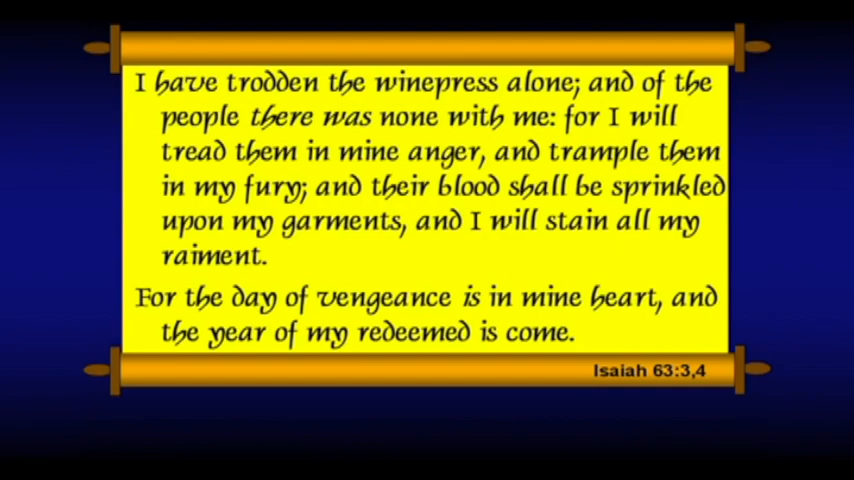 I have trodden the winepress alone; and of the
people there was none with me: for I will
tread them in mine anger, and trample them
in my fury; and their blood shall be sprinkled
upon my garments, and I will stain all my
raiment.
For the day of vengeance is in mine heart, and
the year of my redeemed is come.
Isaiah 63:3,4